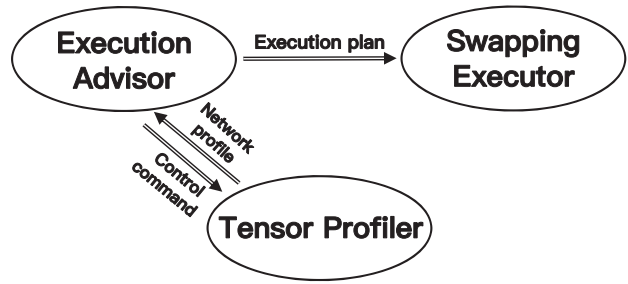 Execution
Advisor
Execution plan
Swapping
Executor
Network
profile
Control
command
Tensor Profiler